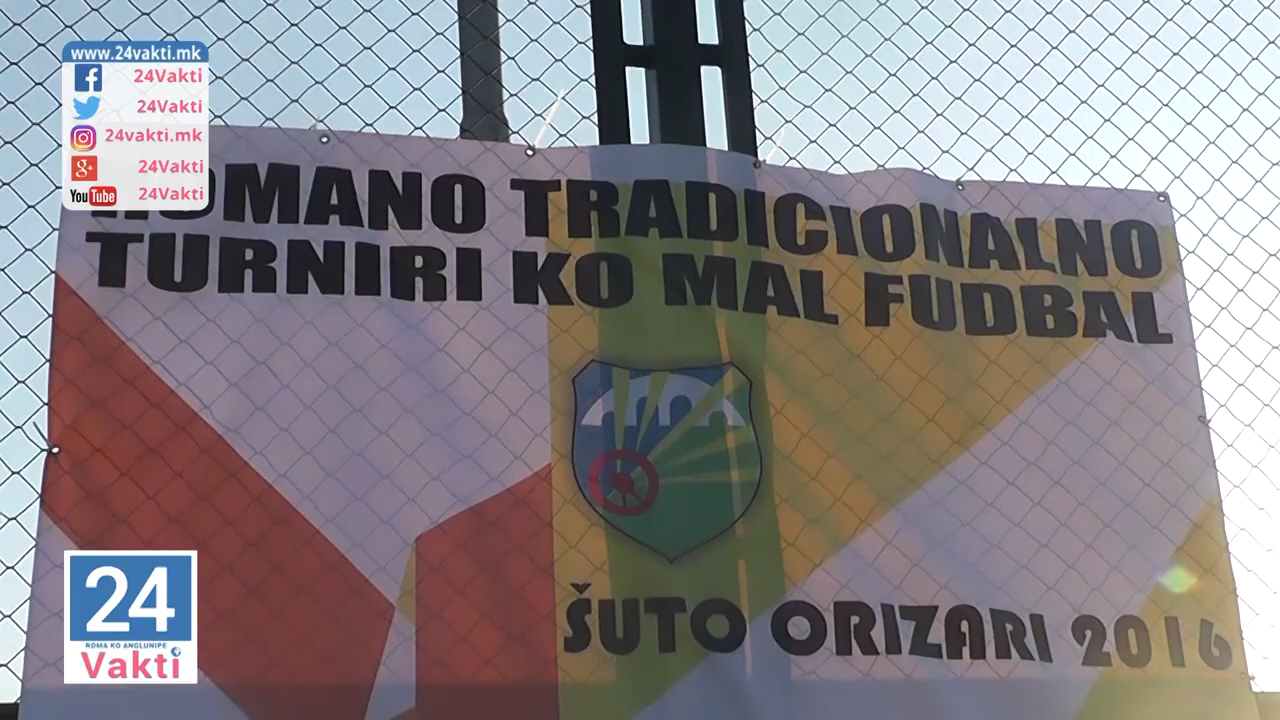 www.24vakti.mk
24Vakti
24Vakti
24vakti.mk
24Vakti
YouTube 24Vakti
ROMANO TRADICIONALNO
TURNIRI KO MAL FUDBAL
ŠUTO ORIZARI 2016
24
ROMA KO ANGLUNIPE
Vakti